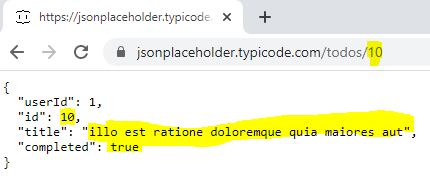 https://jsonplaceholder.typicode.
jsonplaceholder.typicode.com/todos/10
{
  "userId": 1,
  "id": 10,
  "title": "illo est ratione doloremque quia maiores aut",
  "completed": true
}